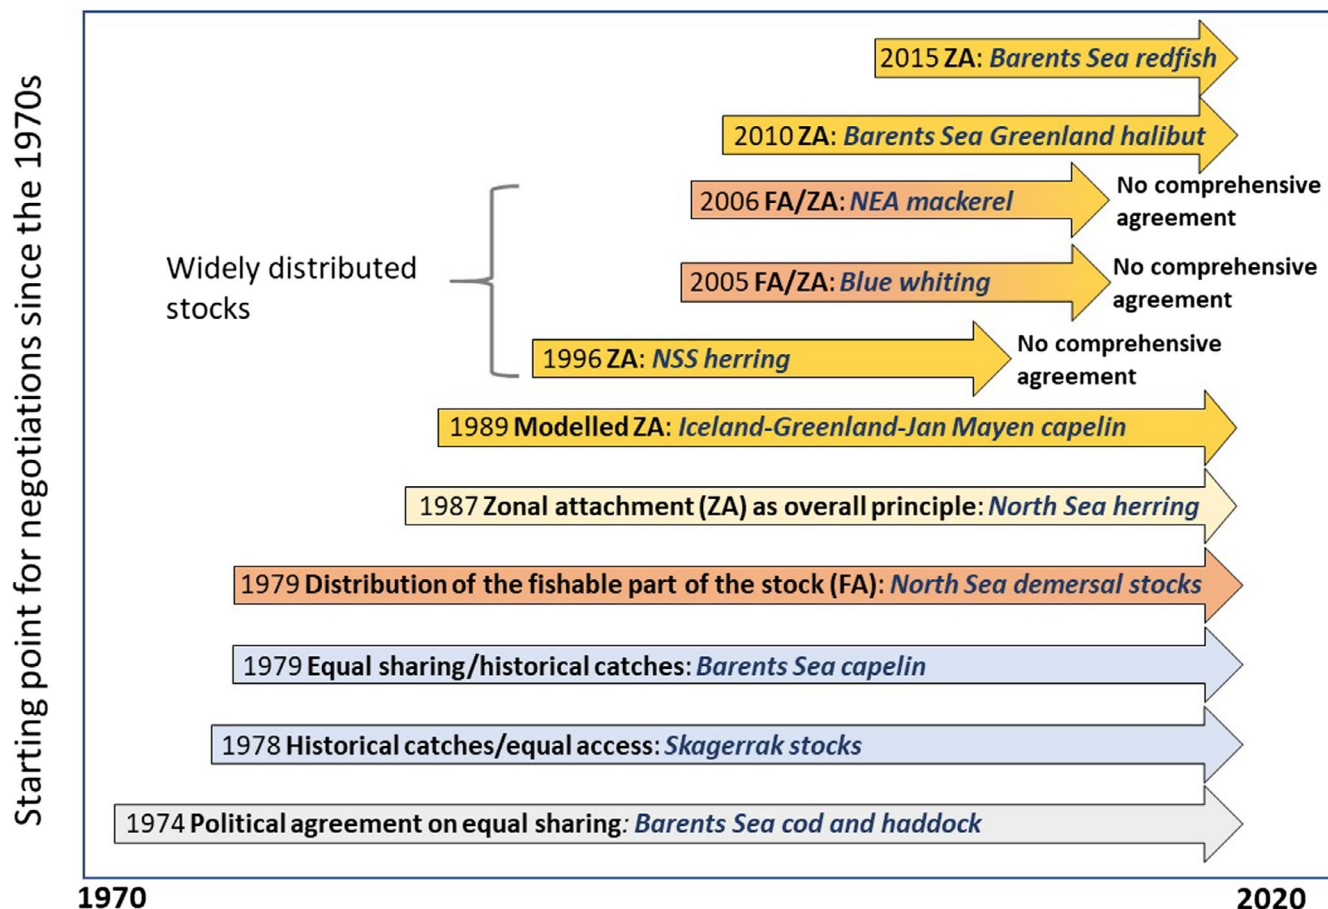 Starting point for negotiations since the 1970s
2015 ZA: Barents Sea redfish
2010 ZA: Barents Sea Greenland halibut
2006 FA/ZA: NEA mackerel
No comprehensive
agreement
Widely distributed
stocks
2005 FA/ZA: Blue whiting
No comprehensive
agreement
1996 ZA: NSS herring
No comprehensive
agreement
1989 Modelled ZA: Iceland-Greenland-Jan Mayen capelin
1987 Zonal attachment (ZA) as overall principle: North Sea herring
1979 Distribution of the fishable part of the stock (FA): North Sea demersal stocks
1979 Equal sharing/historical catches: Barents Sea capelin
1978 Historical catches/equal access: Skagerrak stocks
1974 Political agreement on equal sharing: Barents Sea cod and haddock
1970
2020